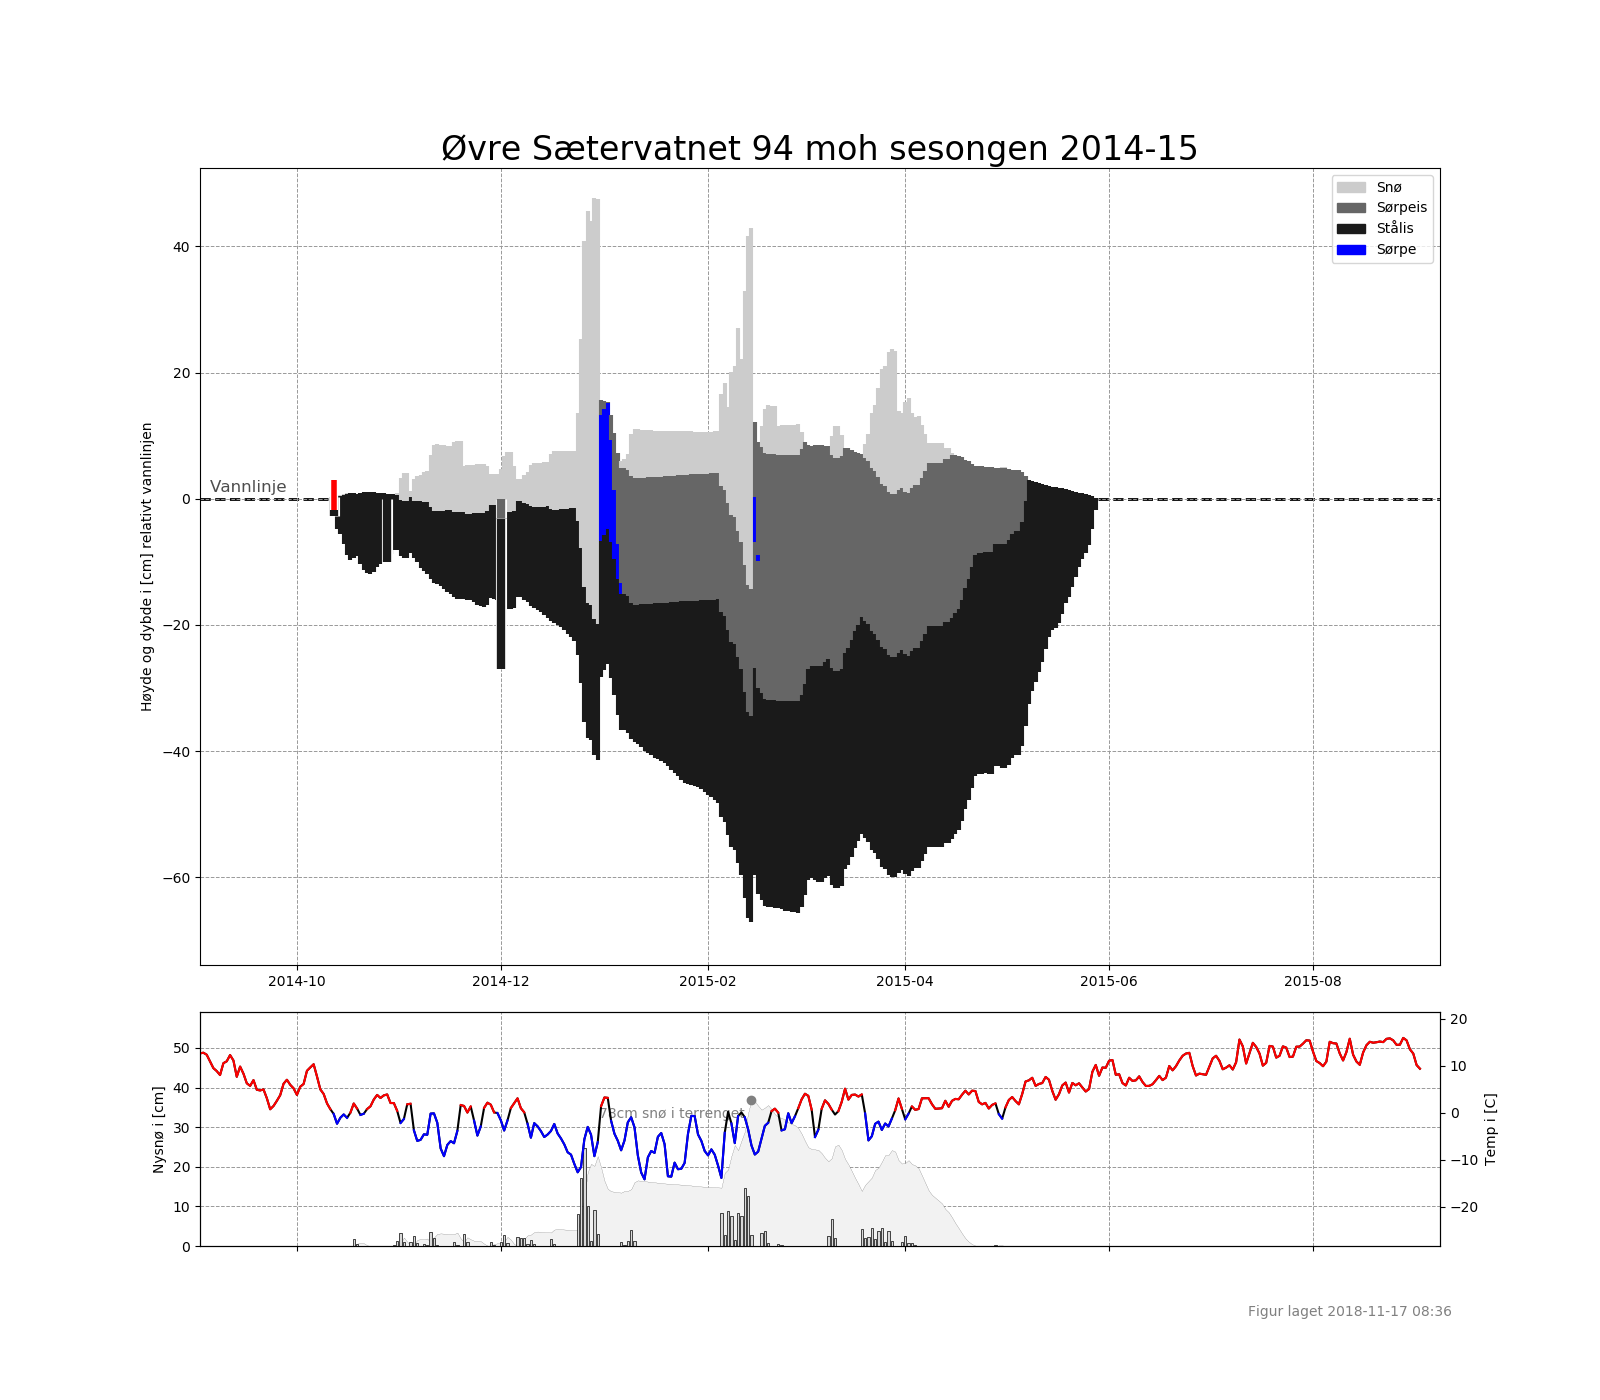 Øvre Sætervatnet 94 moh sesongen 2014-15
Høyde og dybde i [cm] relativt vannlinjen
40
20
0
−20
−40
−60
Vannlinje
Snø
Sørpeis
Stålis
Sørpe
2014-10 2014-12 2015-02 2015-04 2015-06 2015-08
Nysnø i [cm]
50
40
30
20
10
0
78cm snø i terrenget
20
10
0
−10
−20
Temp i [C]
Figur laget 2018-11-17 08:36